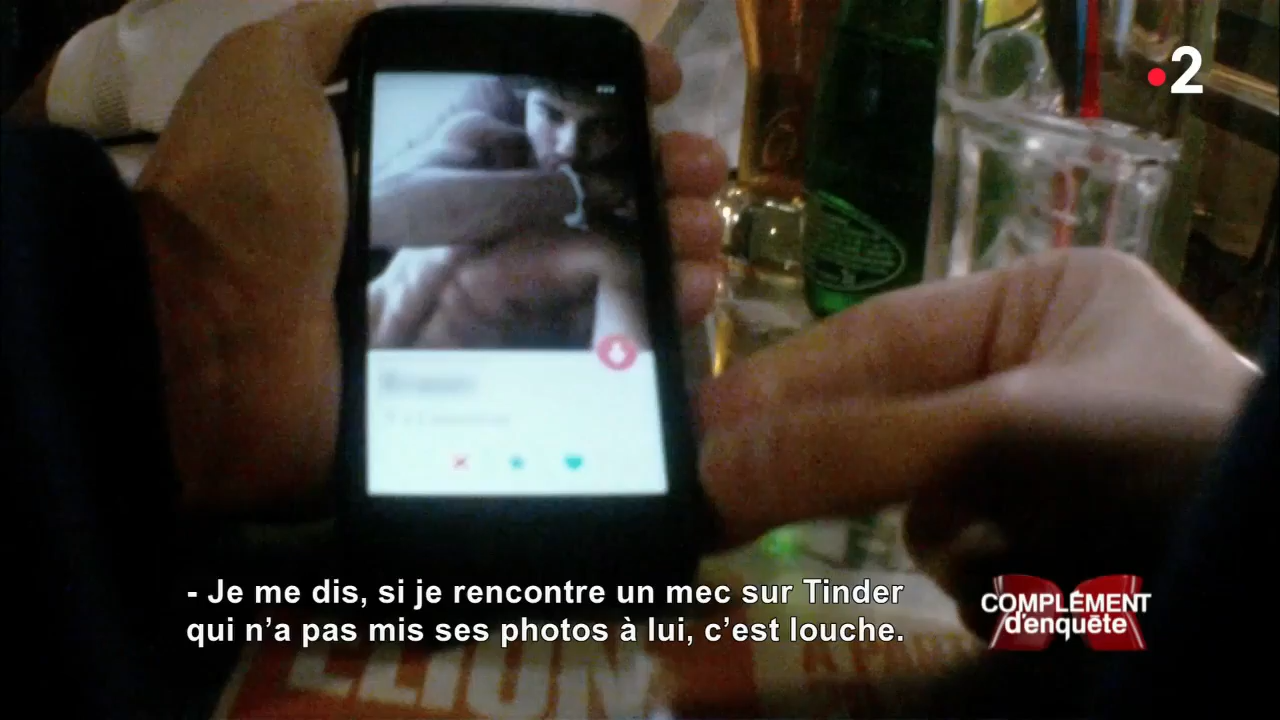 2
- Je me dis, si je rencontre un mec sur Tinder
qui n’a pas mis ses photos à lui, c’est louche.
COMPLÉMENT
d'enquête